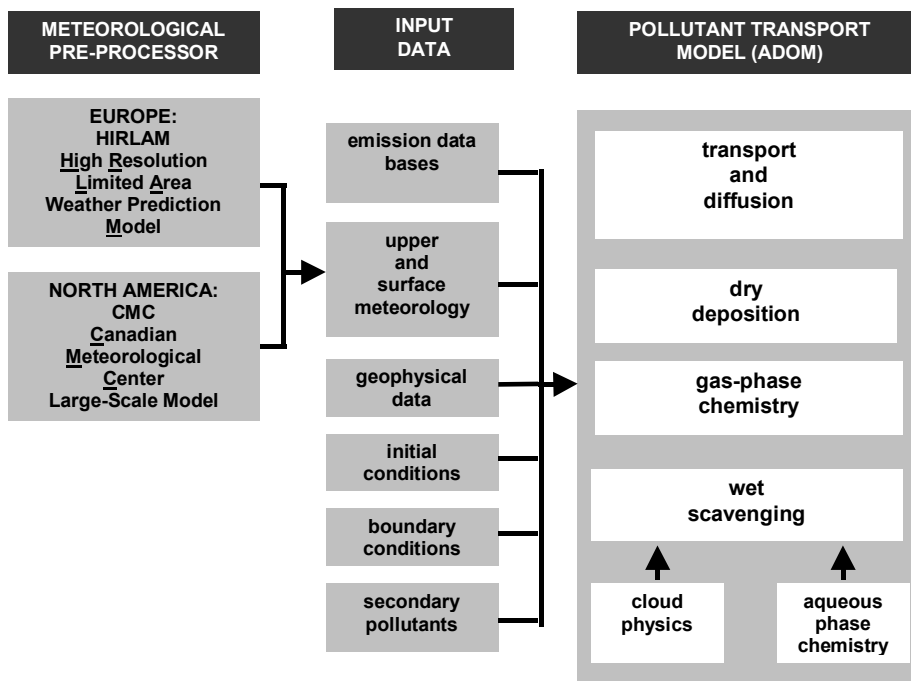 METEOROLOGICAL
PRE-PROCESSOR
EUROPE:
HIRLAM
High Resolution
Limited Area
Weather Prediction
Model
NORTH AMERICA:
CMC
Canadian
Meteorological
Center
Large-Scale Model
INPUT
DATA
emission data
bases
upper
and
surface
meteorology
geophysical
data
initial
conditions
boundary
conditions
secondary
pollutants
POLLUTANT TRANSPORT
MODEL (ADOM)
transport
and
diffusion
dry
deposition
gas-phase
chemistry
wet
scavenging
cloud
physics
aqueous
phase
chemistry